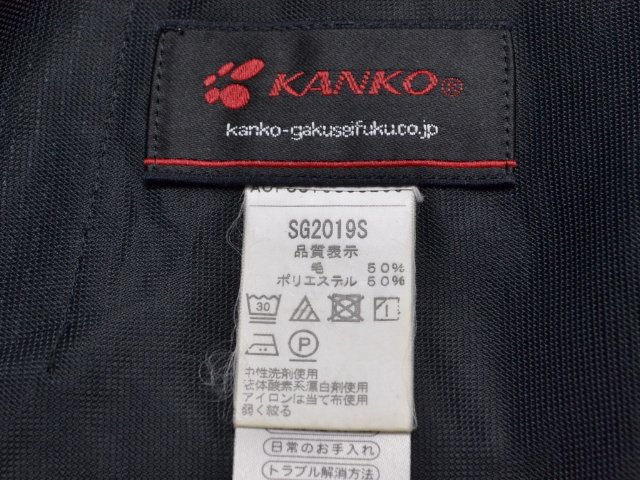 KANKO®
kanko-gakuseifuku.co.jp
SG2019S
品質表示
毛 50%
ポリエステル 50%
30
P
中性洗剤使用
液体酸素系漂白剤使用
アイロンは当て布使用
弱く絞る
日常のお手入れ
トラブル解消方法